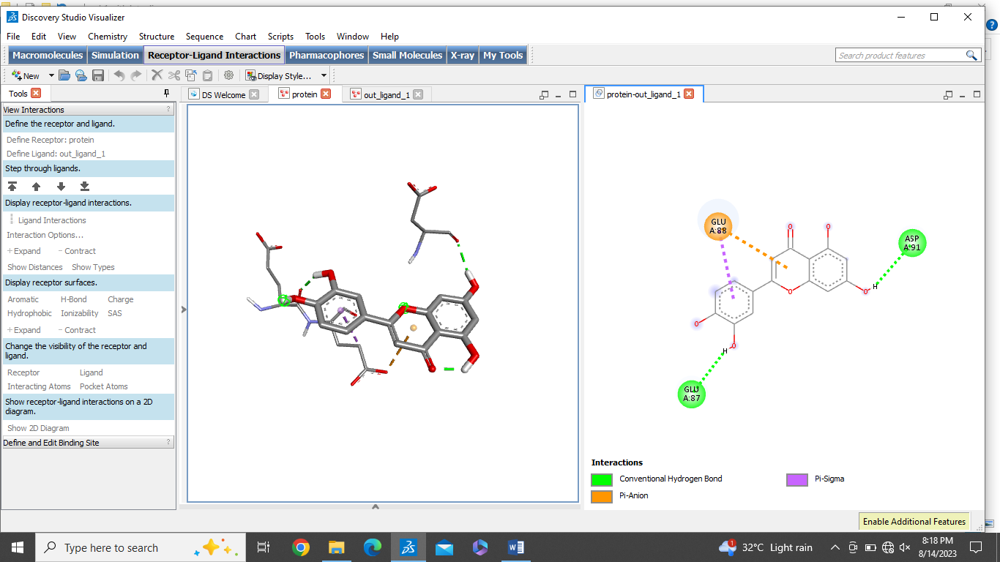 Discovery Studio Visualizer
File Edit View Chemistry Structure Sequence Chart Scripts Tools Window Help
Macromolecules Simulation Receptor-Ligand Interactions Pharmacophores Small Molecules X-ray My Tools
Search product features
New Display Style...
Tools
DS Welcome protein out_ligand_1
protein-out_ligand_1
View Interactions ?
Define the receptor and ligand.
Define Receptor: protein
Define Ligand: out_ligand_1
Step through ligands.
Display receptor-ligand interactions.
Ligand Interactions
Interaction Options...
+Expand -Contract
Show Distances Show Types
Display receptor surfaces.
Aromatic H-Bond Charge
Hydrophobic Ionizability SAS
+Expand -Contract
Change the visibility of the receptor and
ligand.
Receptor Ligand
Interacting Atoms Pocket Atoms
Show receptor-ligand interactions on a 2D
diagram.
Show 2D Diagram
Define and Edit Binding Site ?
GLU
A:88
O
O
ASP
A:91
O
O H
O
O
H
GLU
A:87
Interactions
Conventional Hydrogen Bond
Pi-Anion
Pi-Sigma
Enable Additional Features
Type here to search
1
32°C Light rain
8:18 PM
8/14/2023